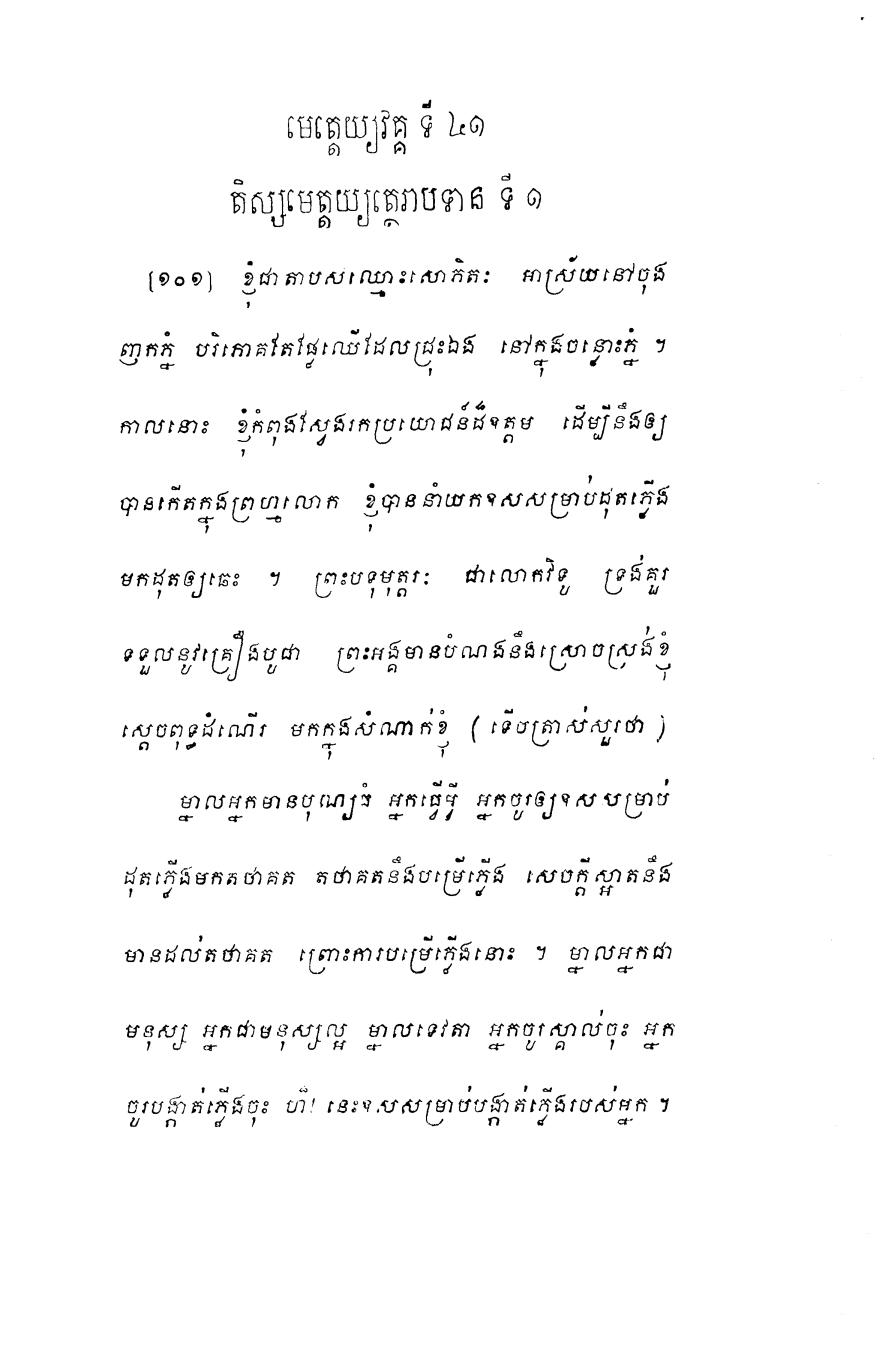 មេត្តេយ្យវគ្គ ទី ៤១
តិស្សមេត្តយ្យត្ថេរាបទាន ទី ១
[១០១] ខ្ញុំជាតាបសឈ្មោះសោភិតៈ អាស្រ័យនៅចុង
ញកភ្នំ បរិភោគតែផ្លែឈើដែលជ្រុះឯង នៅក្នុងចន្លោះភ្នំ ។
កាលនោះ ខ្ញុំកំពុងស្វែងរកប្រយោជន៍ដ៏ឧត្តម ដើម្បីនឹងឲ្យ
បានកើតក្នុងព្រហ្មលោក ខ្ញុំបាននាំយកឧសសម្រាប់ដុតភ្លើង
មកដុតឲ្យឆេះ ។ ព្រះបទុមុត្តរៈ ជាលោកវិទូ ទ្រង់គួរ
ទទួលនូវគ្រឿងបូជា ព្រះអង្គមានបំណងនឹងស្រោចស្រង់ខ្ញុំ
ស្តេចពុទ្ធដំណើរ មកក្នុងសំណាក់ខ្ញុំ ( ទើបត្រាស់សួរថា )
ម្នាលអ្នកមានបុណ្យធំ អ្នកធ្វើអ្វី អ្នកចូរឲ្យឧសសម្រាប់
ដុតភ្លើងមកតថាគត តថាគតនឹងបម្រើភ្លើង សេចក្តីស្អាតនឹង
មានដល់តថាគត ព្រោះការបម្រើភ្លើងនោះ ។ ម្នាលអ្នកជា
មនុស្ស អ្នកជាមនុស្សល្អ ម្នាលទេវតា អ្នកចូរស្គាល់ចុះ អ្នក
ចូរបង្កាត់ភ្លើងចុះ ហ៏! នេះឧសសម្រាប់បង្កាត់ភ្លើងរបស់អ្នក ។